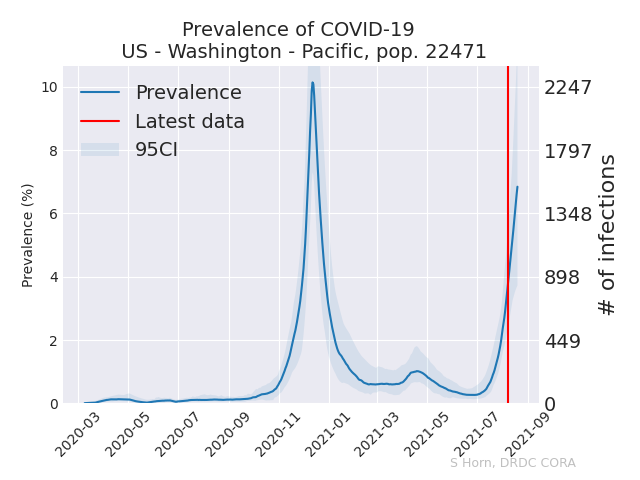 Prevalence of COVID-19
US - Washington - Pacific, pop. 22471
Prevalence
Latest data
95CI
Prevalence (%)
10
8
6
4
2
0
2247
1797
1348
898
449
0
# of infections
2020-03
2020-05
2020-07
2020-09
2020-11
2021-01
2021-03
2021-05
2021-07
2021-09
S Horn, DRDC CORA